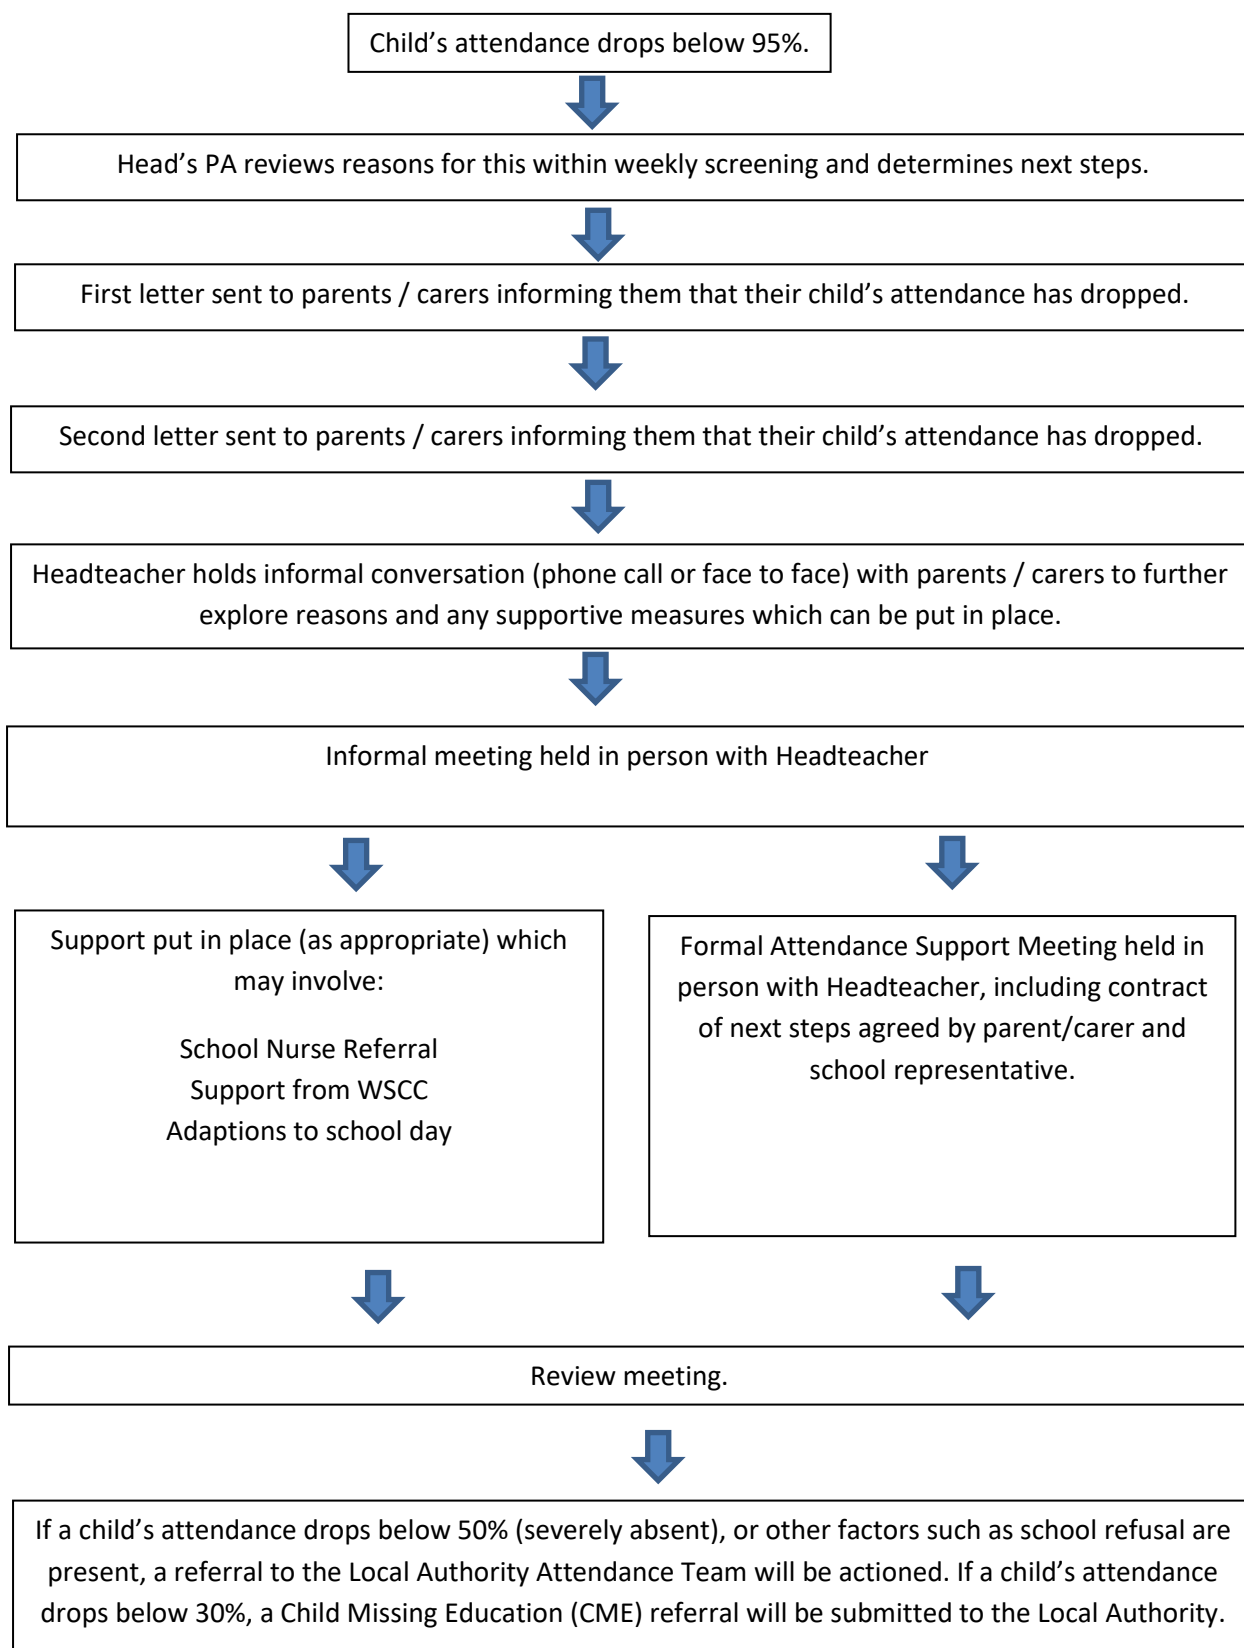 Child’s attendance drops below 95%.
Head’s PA reviews reasons for this within weekly screening and determines next steps.
First letter sent to parents / carers informing them that their child’s attendance has dropped.
Second letter sent to parents / carers informing them that their child’s attendance has dropped.
Headteacher holds informal conversation (phone call or face to face) with parents / carers to further
explore reasons and any supportive measures which can be put in place.
Informal meeting held in person with Headteacher
Support put in place (as appropriate) which
may involve:
School Nurse Referral
Support from WSCC
Adaptions to school day
Formal Attendance Support Meeting held in
person with Headteacher, including contract
of next steps agreed by parent/carer and
school representative.
Review meeting.
If a child’s attendance drops below 50% (severely absent), or other factors such as school refusal are
present, a referral to the Local Authority Attendance Team will be actioned. If a child’s attendance
drops below 30%, a Child Missing Education (CME) referral will be submitted to the Local Authority.